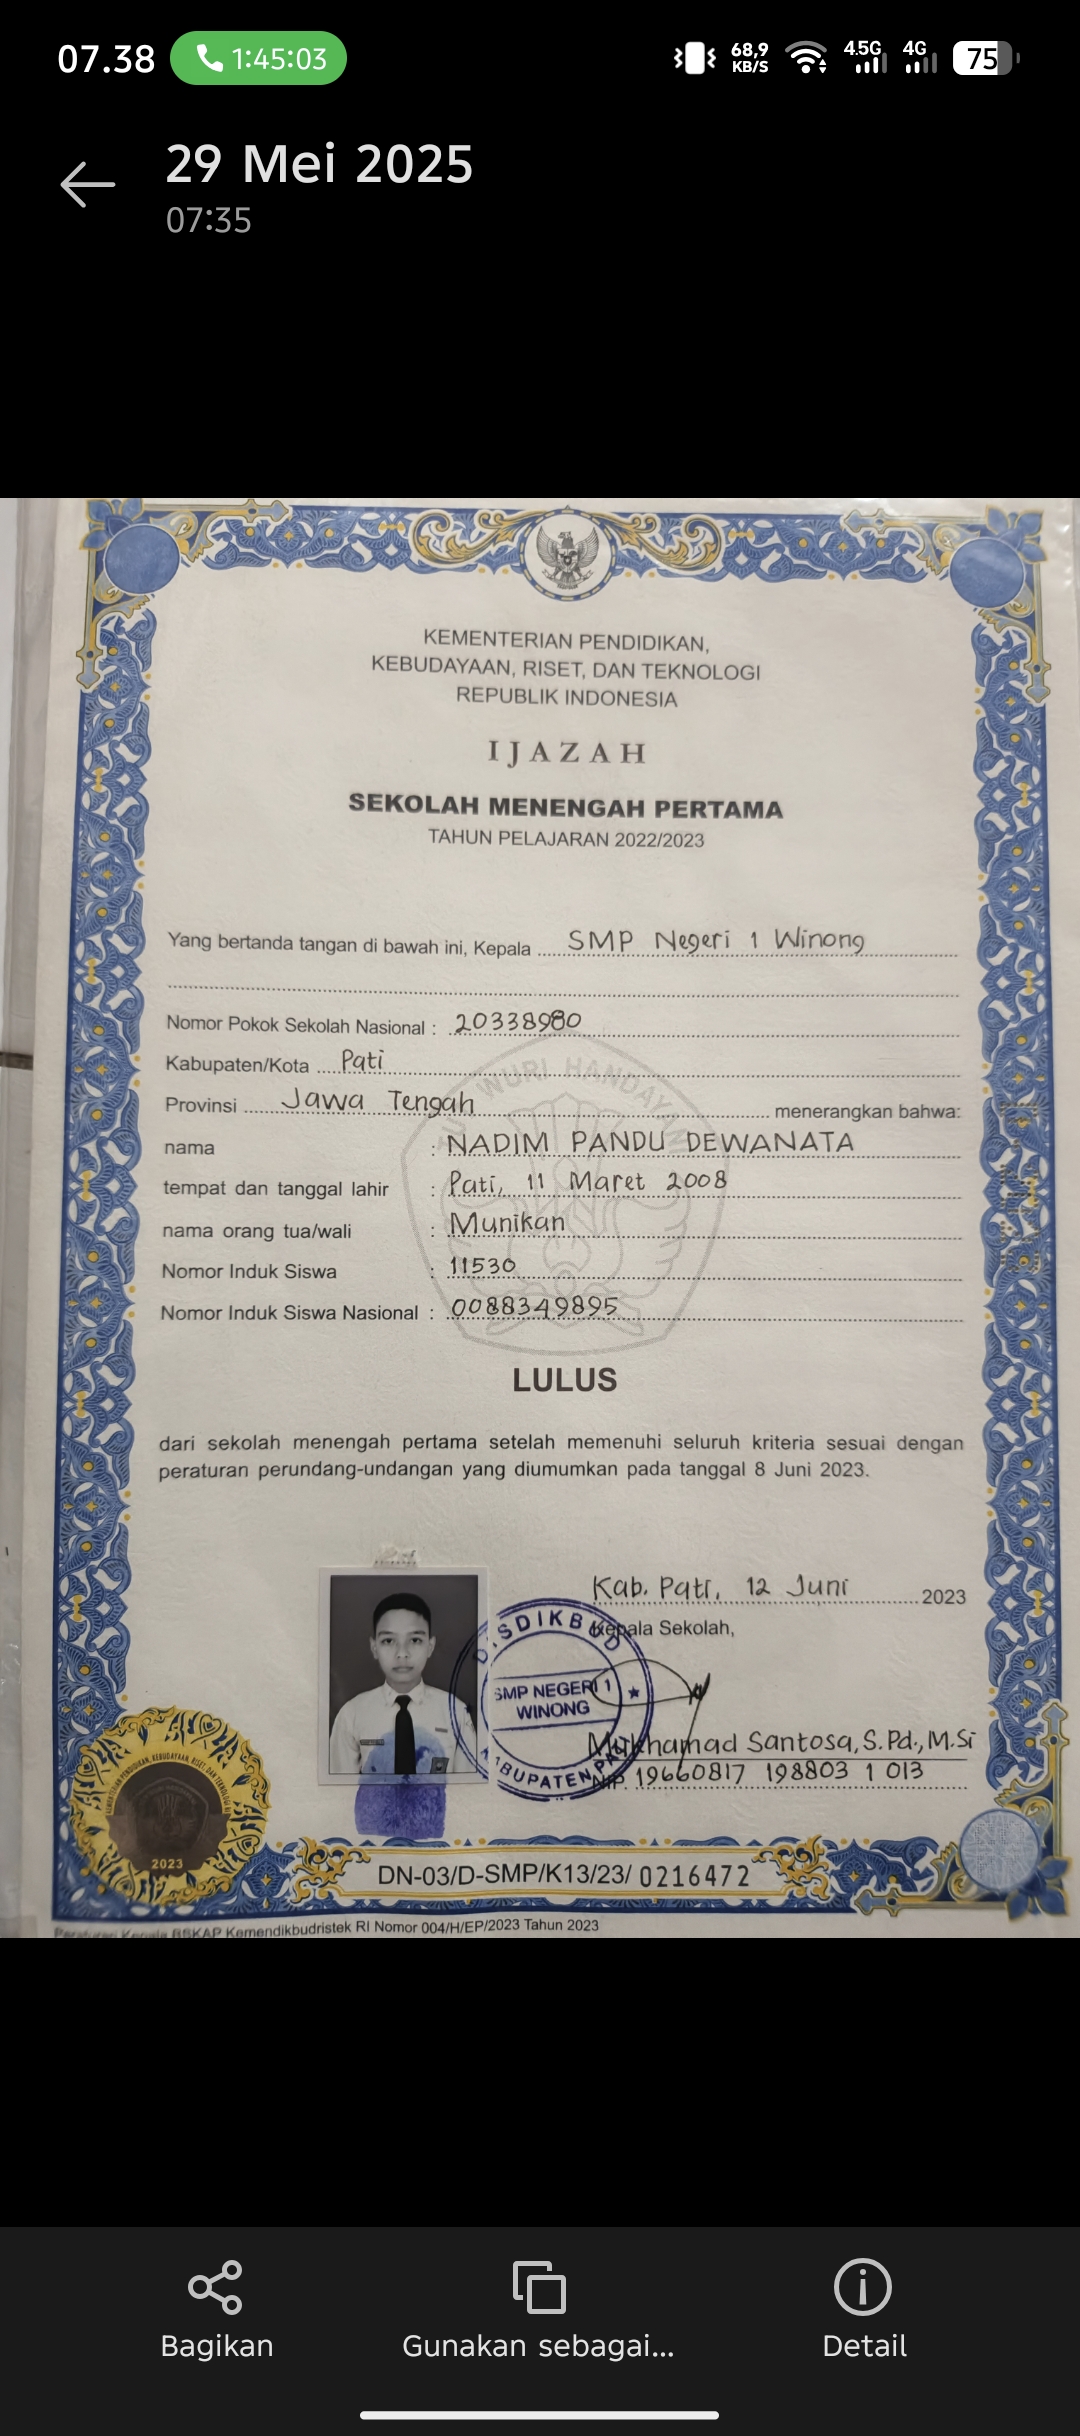 07.38
1:45:03
68,9 KB/S
4.5G
4G
75
29 Mei 2025
07:35
KEMENTERIAN PENDIDIKAN,
KEBUDAYAAN, RISET, DAN TEKNOLOGI
REPUBLIK INDONESIA
IJAZAH
SEKOLAH MENENGAH PERTAMA
TAHUN PELAJARAN 2022/2023
Yang bertanda tangan di bawah ini, Kepala SMP Negeri 1 Winong
Nomor Pokok Sekolah Nasional : 20338980
Kabupaten/Kota Pati
Provinsi Jawa Tengah menerangkan bahwa:
nama : NADIM PANDU DEWANATA
tempat dan tanggal lahir : Pati, 11 Maret 2008
nama orang tua/wali : Munikan
Nomor Induk Siswa : 11530
Nomor Induk Siswa Nasional : 0088349895
LULUS
dari sekolah menengah pertama setelah memenuhi seluruh kriteria sesuai dengan
peraturan perundang-undangan yang diumumkan pada tanggal 8 Juni 2023.
Kab. Pati, 12 Juni 2023
Kepala Sekolah,
DISDIKBUD
SMP NEGERI 1
WINONG
KABUPATEN PATI
Mukhamad Santosa, S.Pd., M.Si
NIP. 19660817 198803 1 013
2023
DN-03/D-SMP/K13/23/ 0216472
Peraturan Kepala BSKAP Kemendikbudristek RI Nomor 004/H/EP/2023 Tahun 2023
Bagikan
Gunakan sebagai...
Detail